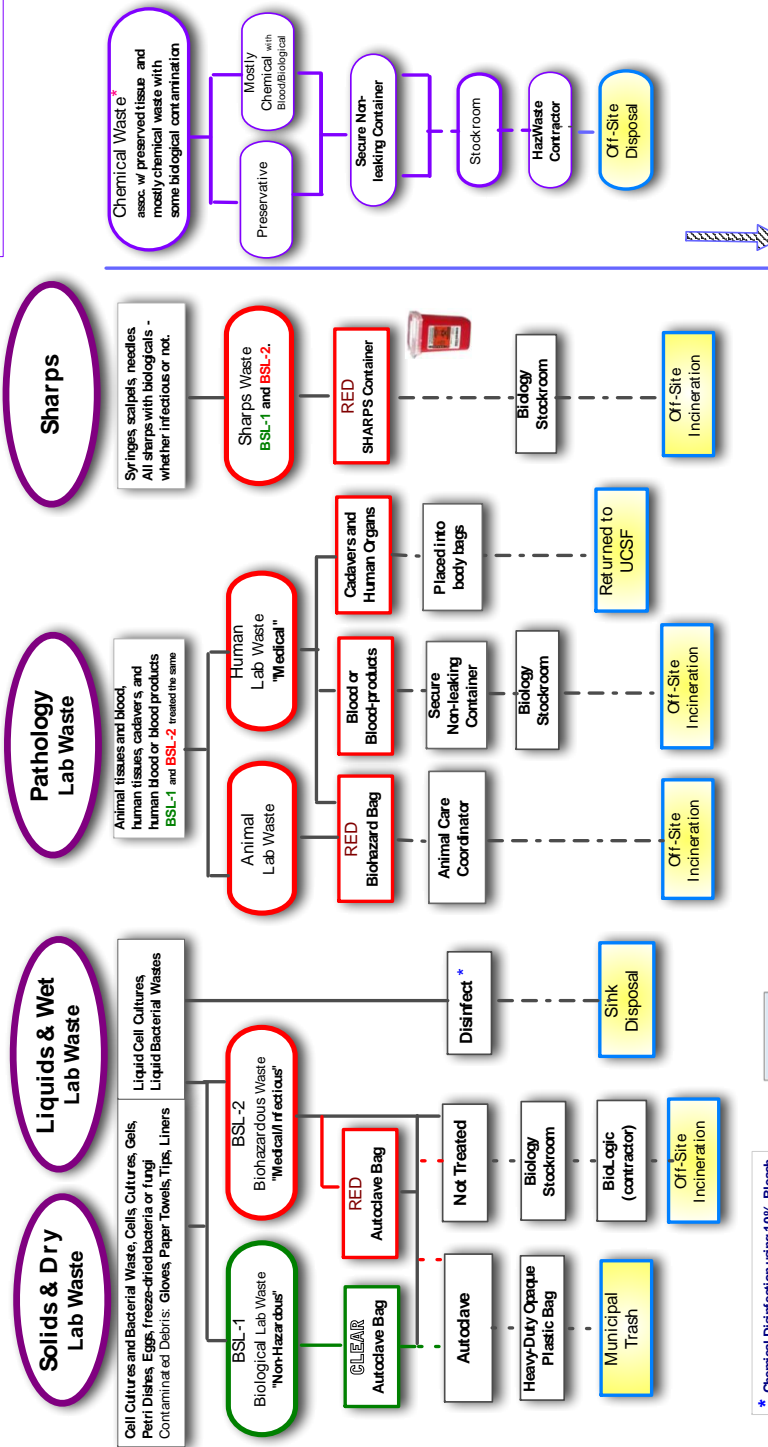 Solids & Dry
Lab Waste
Liquids & Wet
Lab Waste
Pathology
Lab Waste
Sharps
Cell Cultures and Bacterial Waste, Cells, Cultures, Gels,
Petri Dishes, Eggs, freeze-dried bacteria or fungi
Contaminated Debris: Gloves, Paper Towels, Tips, Liners
Liquid Cell Cultures,
Liquid Bacterial Wastes
BSL-1
Biological Lab Waste
"Non-Hazardous"
BSL-2
Biohazardous Waste
"Medical/Infectious"
CLEAR
Autoclave Bag
RED
Autoclave Bag
Autoclave
Not Treated
Disinfect *
Heavy-Duty Opaque
Plastic Bag
Biology
Stockroom
BioLogic
(contractor)
Municipal
Trash
Off-Site
Incineration
Sink
Disposal
Animal tissues and blood,
human tissues, cadavers, and
human blood or blood products
BSL-1 and BSL-2 treated the same
Animal
Lab Waste
Human
Lab Waste
"Medical"
RED
Biohazard Bag
Blood or
Blood-products
Cadavers and
Human Organs
Animal Care
Coordinator
Secure
Non-leaking
Container
Placed into
body bags
Biology
Stockroom
Off-Site
Incineration
Off-Site
Incineration
Returned to
UCSF
Syringes, scalpels, needles
All sharps with biologicals -
whether infectious or not.
Sharps Waste
BSL-1 and BSL-2.
RED
SHARPS Container
Biology
Stockroom
Off-Site
Incineration
Chemical Waste*
assoc. w/ preserved tissue and
mostly chemical waste with
some biological contamination
Preservative
Mostly
Chemical with
Blood/Biological
Secure Non-
leaking Container
Stockroom
HazWaste
Contractor
Off-Site
Disposal
* Chemical Disinfection using 10% Bleach